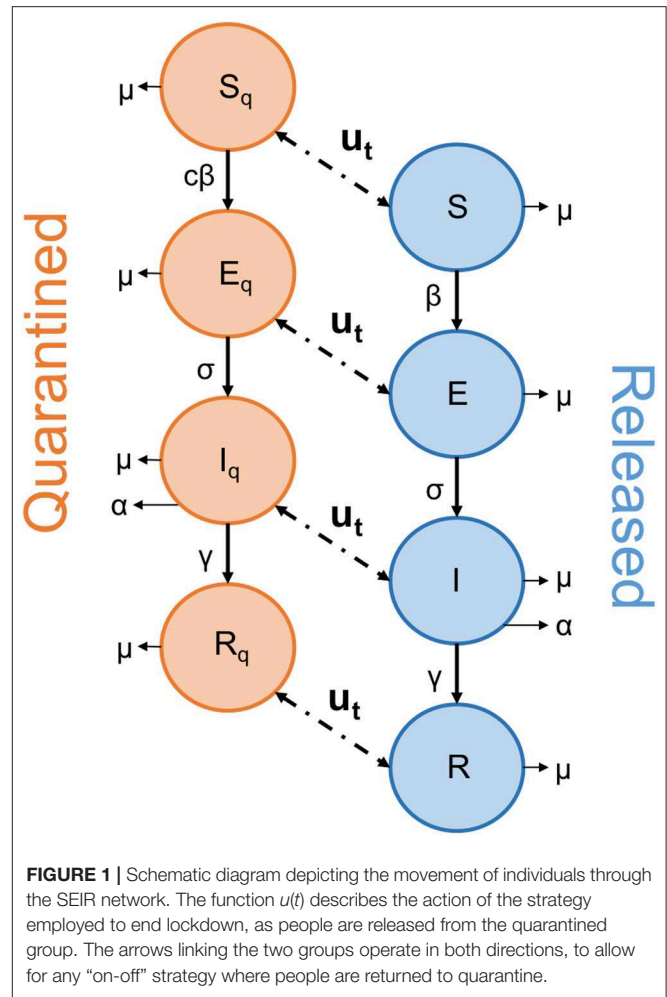 Quarantined
Released
μ
S_q
u_t
S
μ
cβ
μ
E_q
β
u_t
E
μ
σ
μ
I_q
α
σ
u_t
I
μ
α
γ
μ
R_q
γ
u_t
R
μ
FIGURE 1 | Schematic diagram depicting the movement of individuals through
the SEIR network. The function u(t) describes the action of the strategy
employed to end lockdown, as people are released from the quarantined
group. The arrows linking the two groups operate in both directions, to allow
for any “on-off” strategy where people are returned to quarantine.